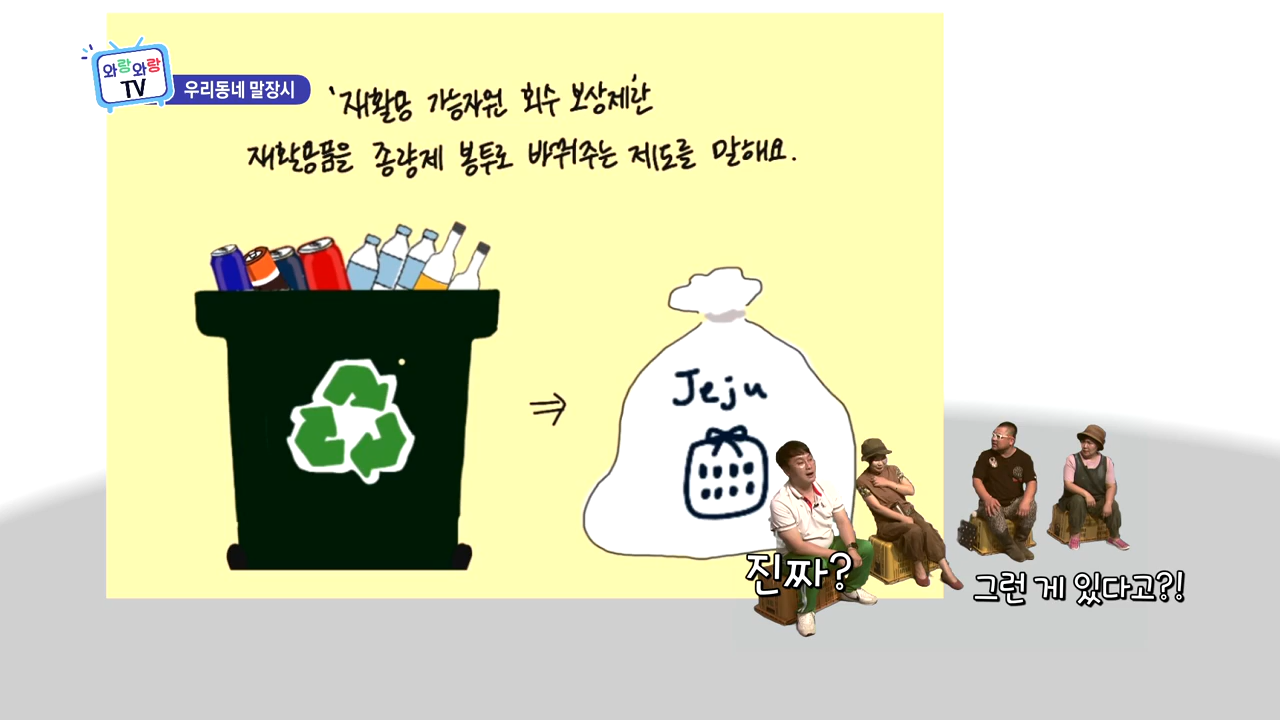 와랑와랑
TV
우리동네 말장시
'재활용 가능자원 회수 보상제'란
재활용품을 종량제 봉투로 바꿔주는 제도를 말해요.
Jeju
진짜?
그런 게 있다고?!